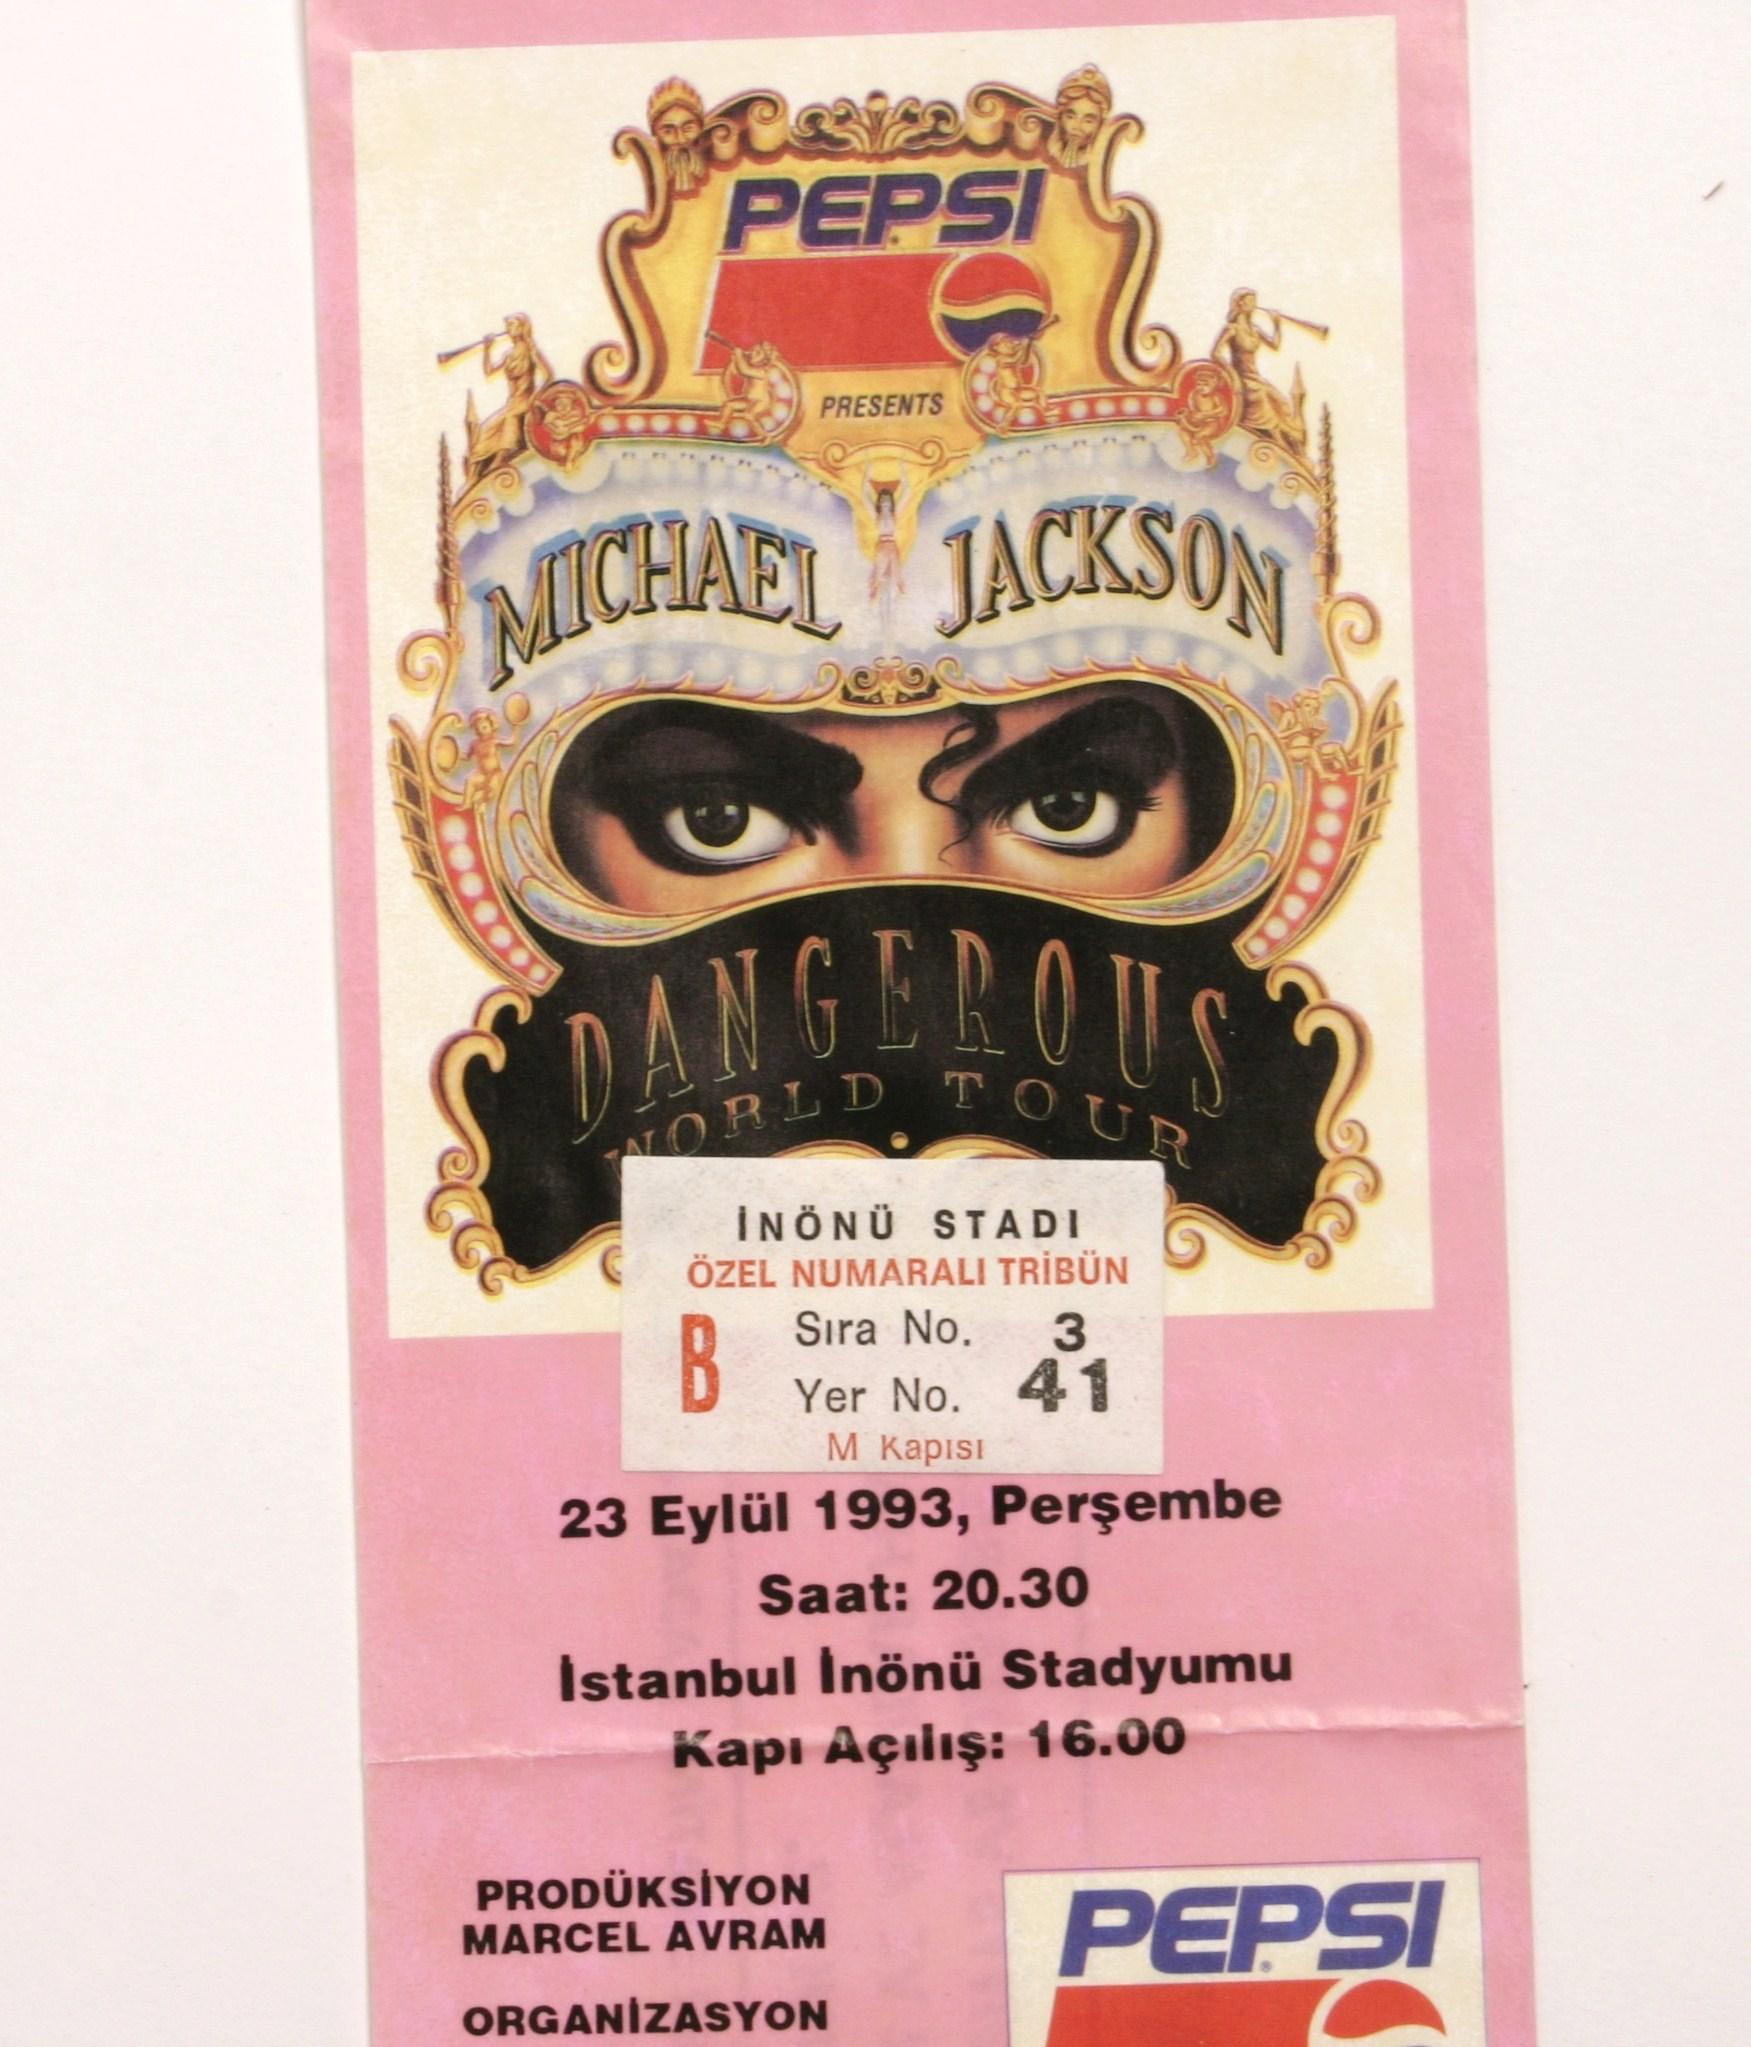 PEPSI
PRESENTS
MICHAEL JACKSON
DANGEROUS
WORLD TOUR
İNÖNÜ STADI
ÖZEL NUMARALI TRİBÜN
B
Sıra No. 3
Yer No. 41
M Kapısı
23 Eylül 1993, Perşembe
Saat: 20.30
İstanbul İnönü Stadyumu
Kapı Açılış: 16.00
PRODÜKSİYON
MARCEL AVRAM
ORGANİZASYON
PEPSI